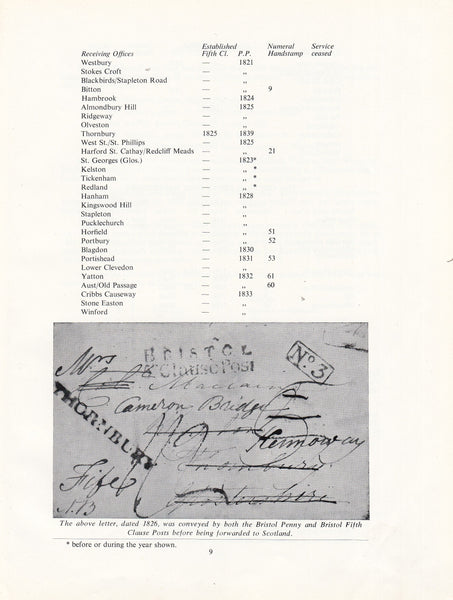 Established Numeral Service
Receiving Offices Fifth Cl. P.P. Handstamp ceased
Westbury — 1821
Stokes Croft — „
Blackbirds/Stapleton Road — „
Bitton — „ 9
Hambrook — 1824
Almondbury Hill — 1825
Ridgeway — „
Olveston — „
Thornbury 1825 1839
West St./St. Phillips — 1825
Harford St. Cathay/Redcliff Meads — „ 21
St. Georges (Glos.) — 1823*
Kelston — „ *
Tickenham — „ *
Redland — „ *
Hanham — 1828
Kingswood Hill — „
Stapleton — „
Pucklechurch — „
Horfield — „ 51
Portbury — „ 52
Blagdon — 1830
Portishead — 1831 53
Lower Clevedon — „
Yatton — 1832 61
Aust/Old Passage — „ 60
Cribbs Causeway — 1833
Stone Easton — „
Winford — „
BRISTOL
5th Clause Post
No. 3
Mrs
Maclain
Cameron Bridge
THORNBURY
Kennoway
Thornbury
Fife
N.B
The above letter, dated 1826, was conveyed by both the Bristol Penny and Bristol Fifth
Clause Posts before being forwarded to Scotland.
* before or during the year shown.
9